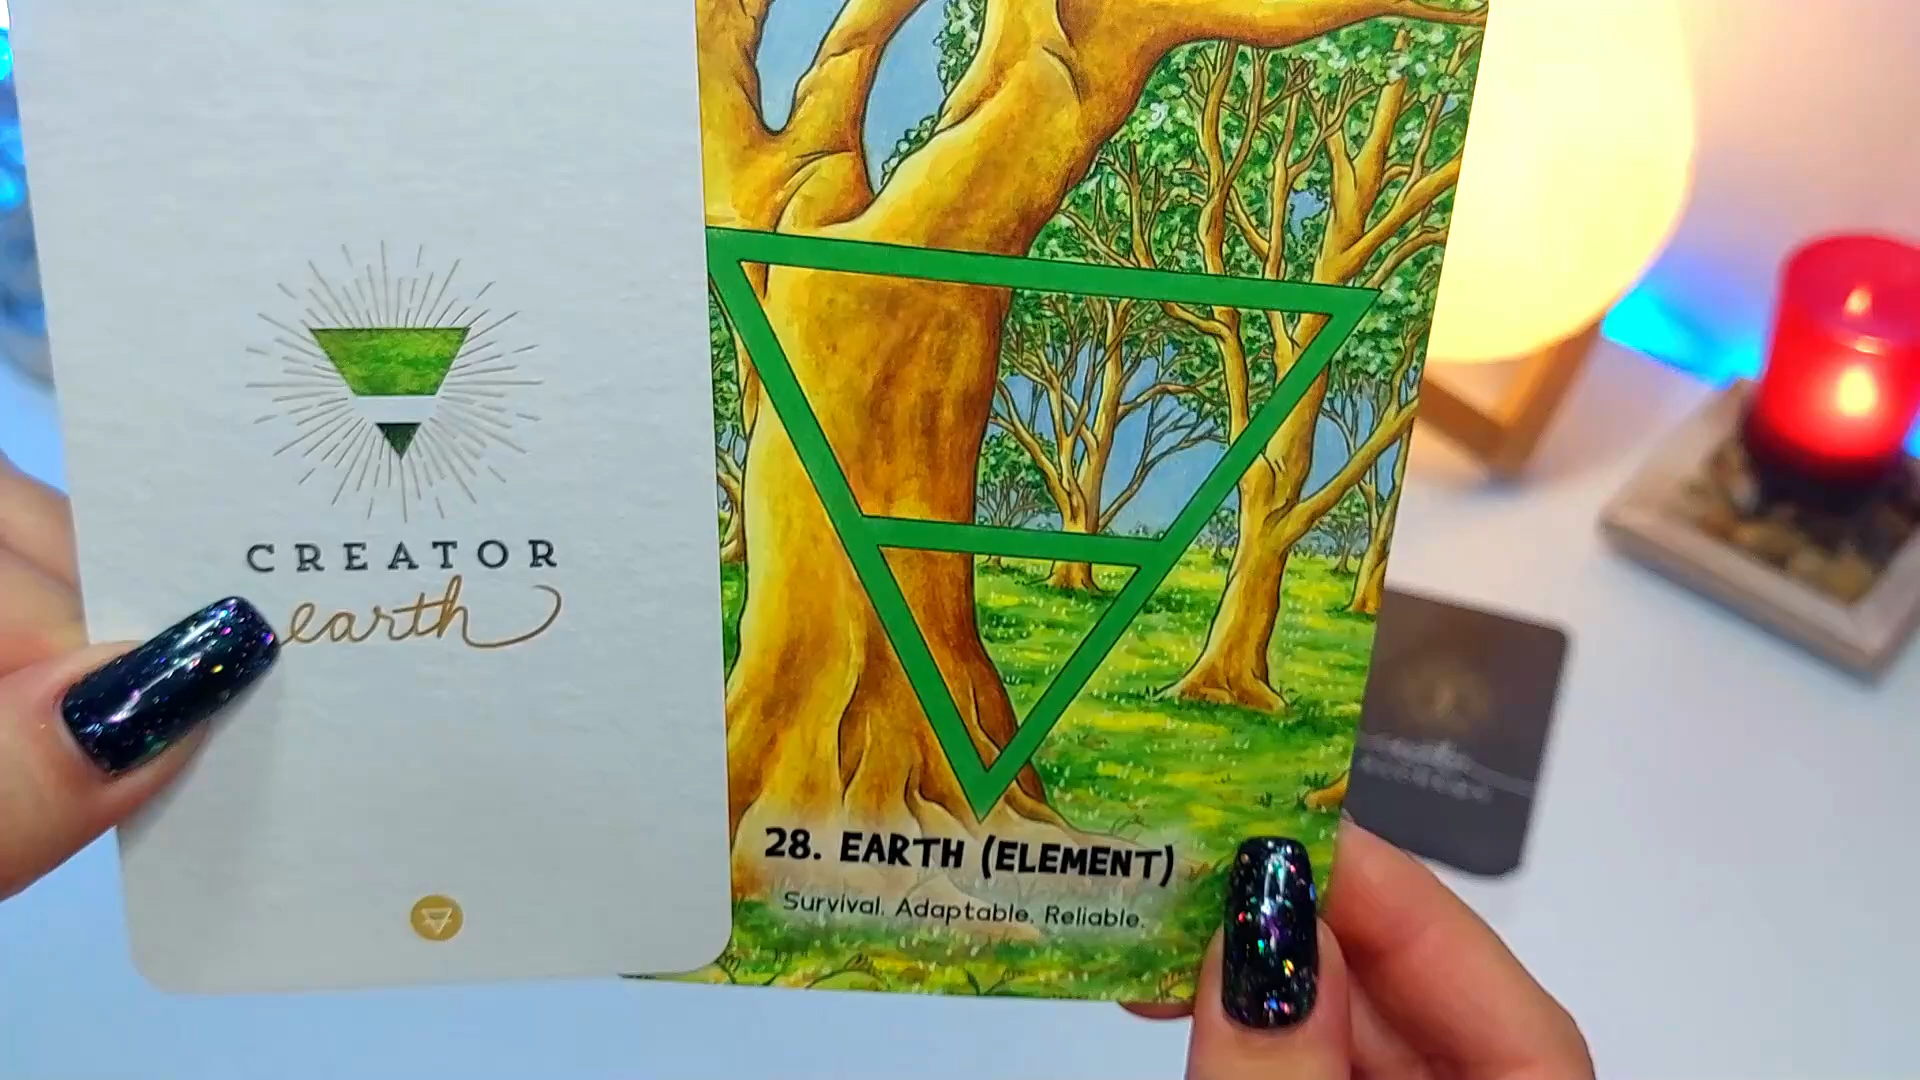 CREATOR
earth
28. EARTH (ELEMENT)
Survival. Adaptable. Reliable.